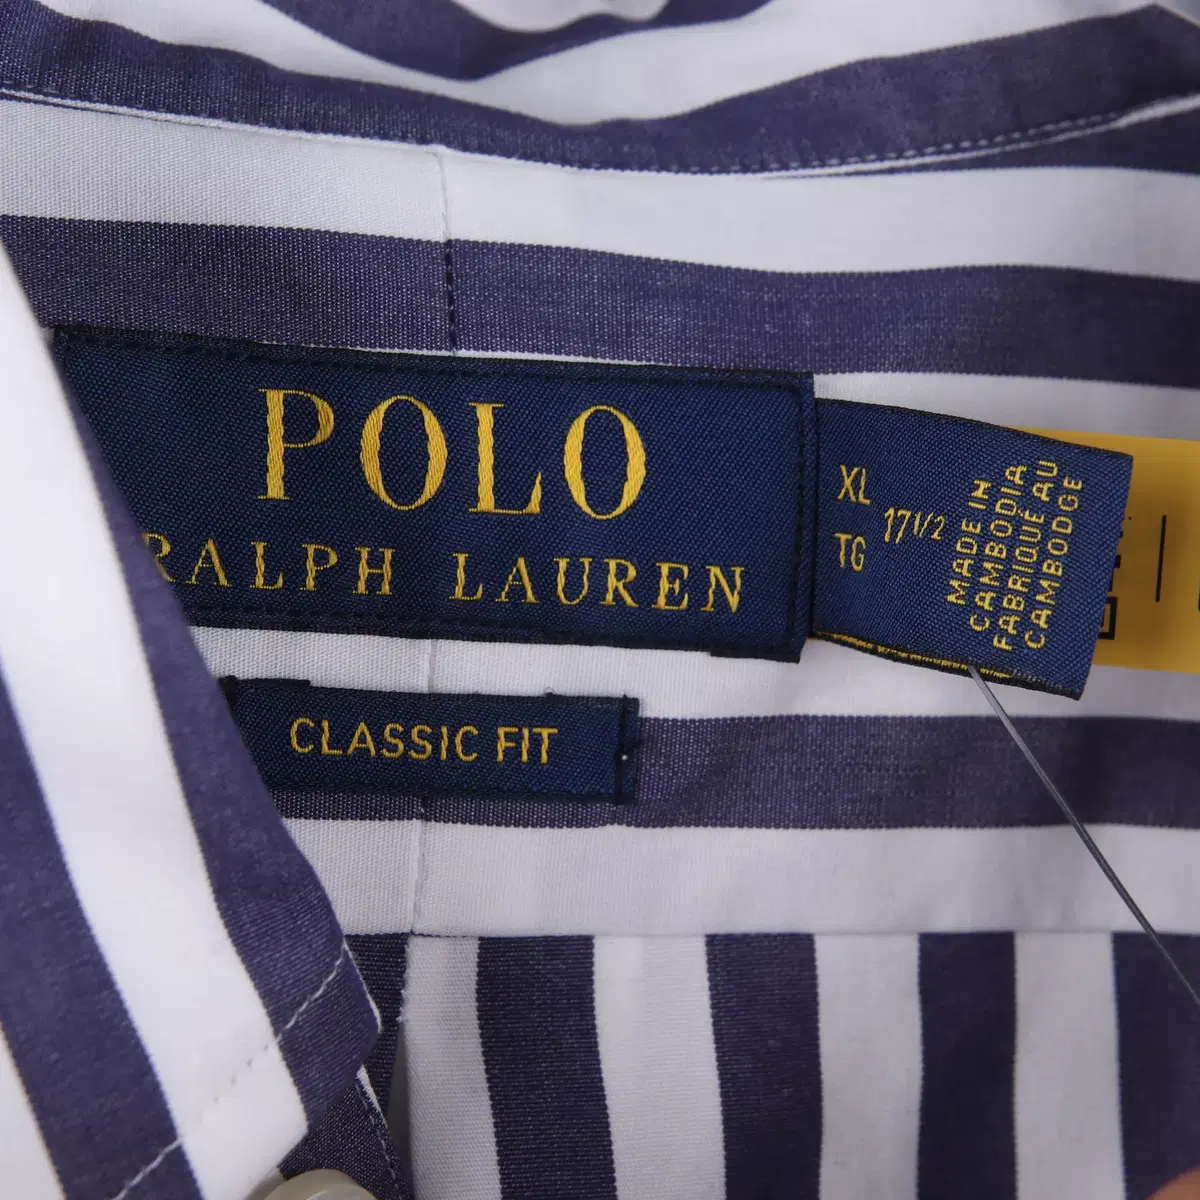 POLO
RALPH LAUREN
XL
TG
17 1/2
MADE IN
CAMBODIA
FABRIQUÉ AU
CAMBODGE
CLASSIC FIT